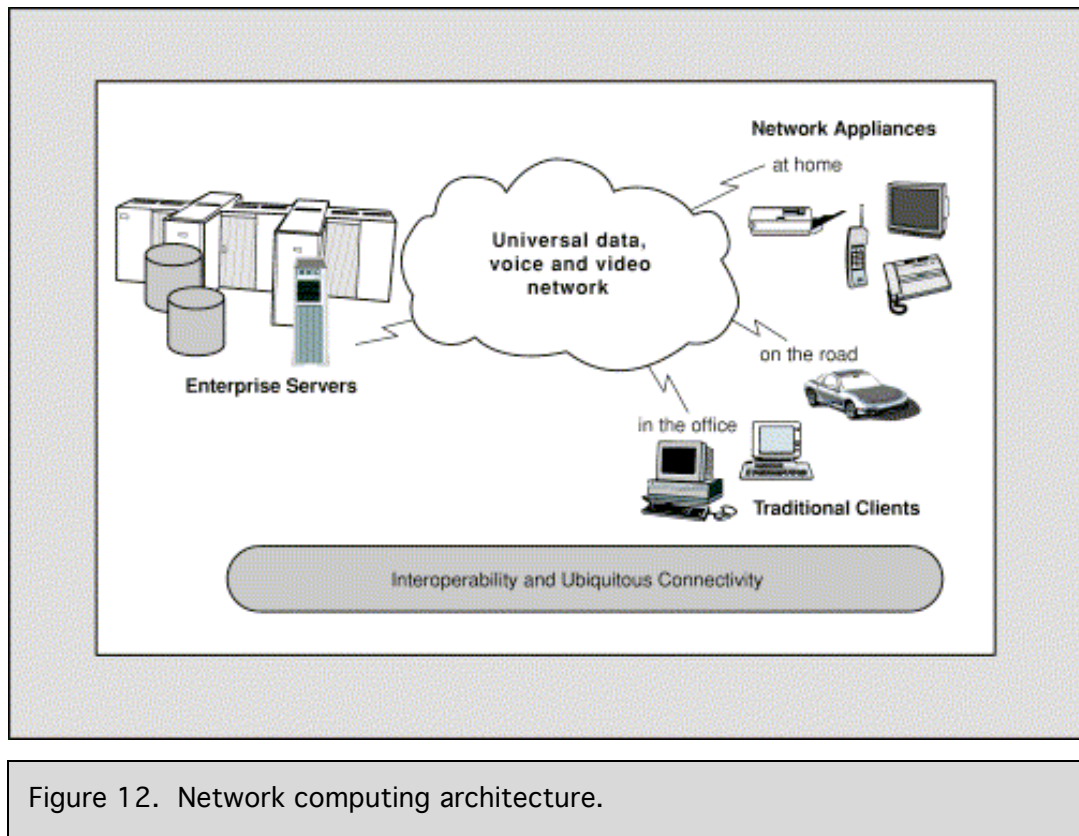 Network Appliances
at home
Universal data,
voice and video
network
on the road
Enterprise Servers
in the office
Traditional Clients
Interoperability and Ubiquitous Connectivity
Figure 12. Network computing architecture.